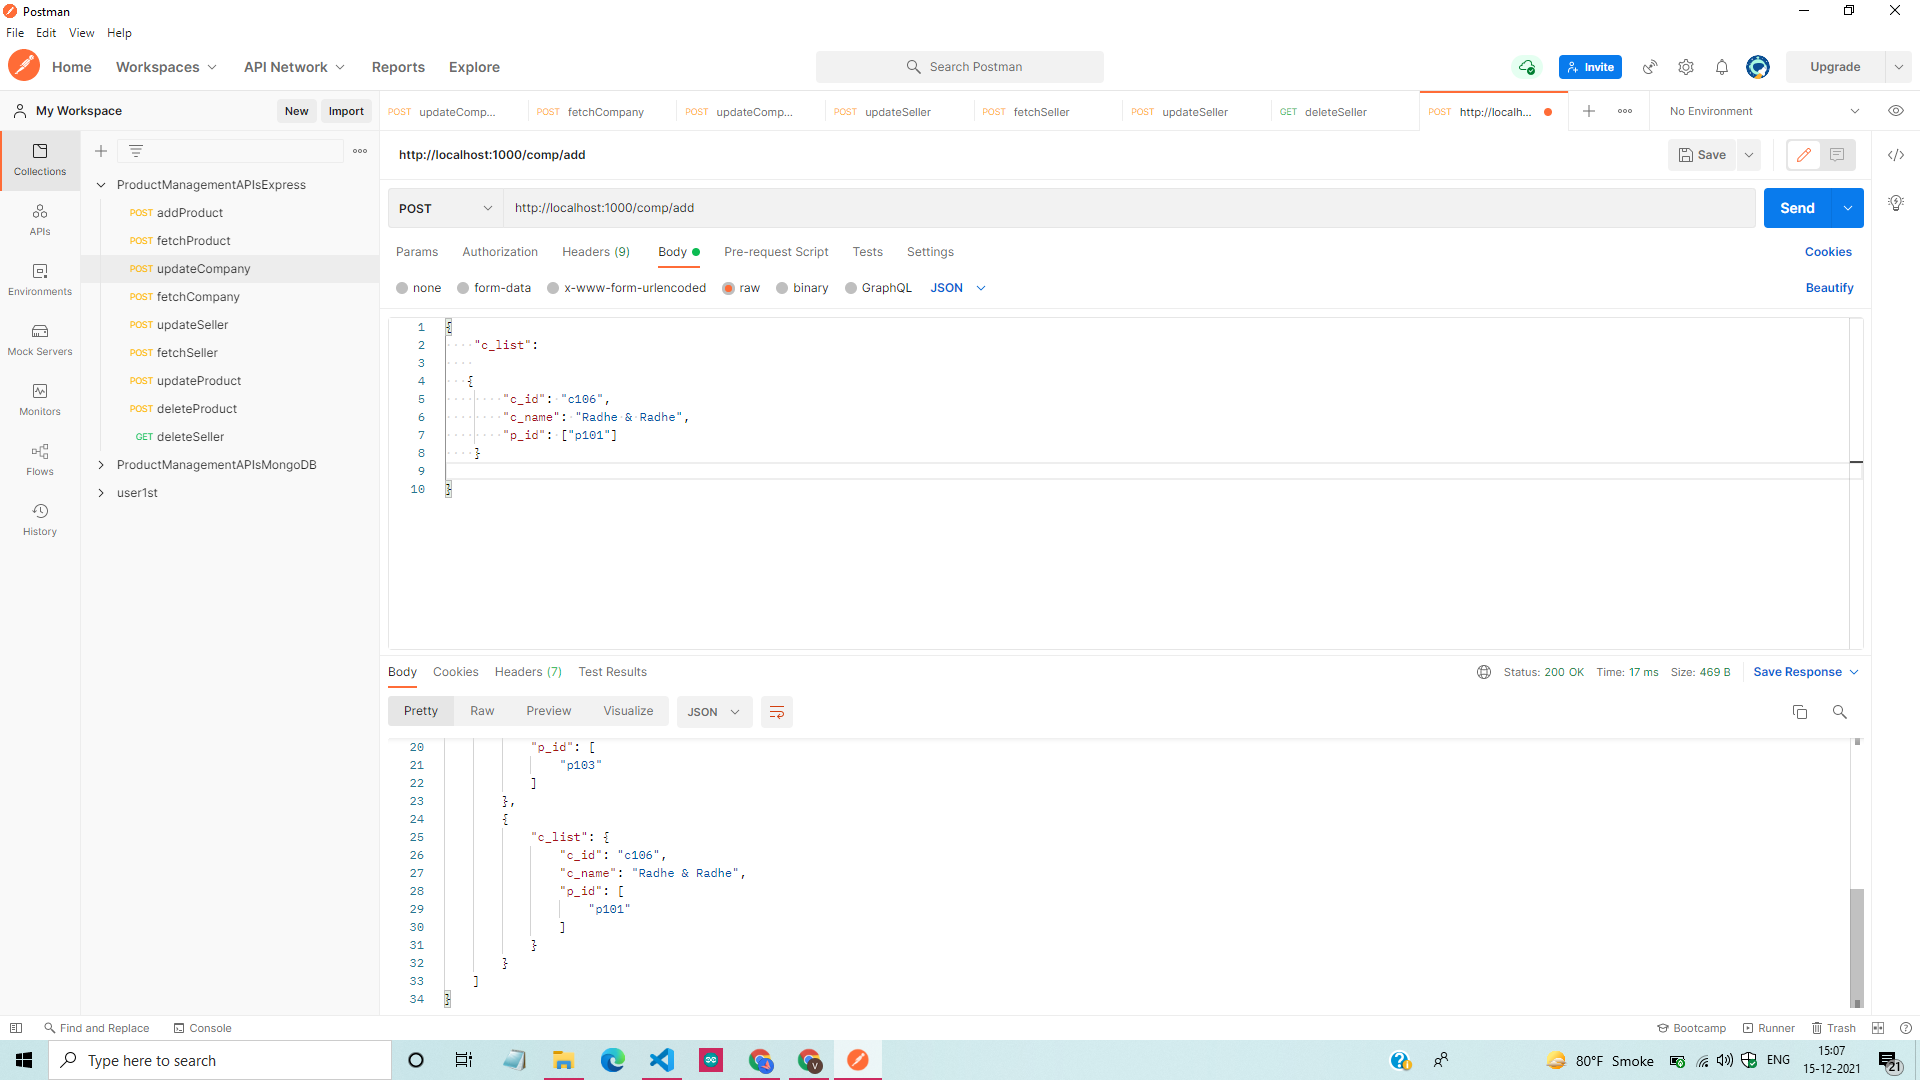 Postman
File Edit View Help
Home Workspaces API Network Reports Explore
Search Postman
Invite
Upgrade
My Workspace
New Import
POST updateComp...
POST fetchCompany
POST updateComp...
POST updateSeller
POST fetchSeller
POST updateSeller
GET deleteSeller
POST http://localh...
No Environment
Collections
APIs
Environments
Mock Servers
Monitors
Flows
History
ProductManagementAPIsExpress
POST addProduct
POST fetchProduct
POST updateCompany
POST fetchCompany
POST updateSeller
POST fetchSeller
POST updateProduct
POST deleteProduct
GET deleteSeller
ProductManagementAPIsMongoDB
user1st
http://localhost:1000/comp/add
Save
POST http://localhost:1000/comp/add
Send
Params Authorization Headers (9) Body Pre-request Script Tests Settings
Cookies
none form-data x-www-form-urlencoded raw binary GraphQL JSON
Beautify
1 {
2 "c_list":
3
4 {
5 "c_id": "c106",
6 "c_name": "Radhe & Radhe",
7 "p_id": ["p101"]
8 }
9
10 }
Body Cookies Headers (7) Test Results
Status: 200 OK Time: 17 ms Size: 469 B
Save Response
Pretty Raw Preview Visualize JSON
20 "p_id": [
21 "p103"
22 ]
23 },
24 {
25 "c_list": {
26 "c_id": "c106",
27 "c_name": "Radhe & Radhe",
28 "p_id": [
29 "p101"
30 ]
31 }
32 }
33 ]
34 }
Find and Replace Console
Bootcamp Runner Trash
Type here to search
80°F Smoke
ENG
15:07
15-12-2021
21